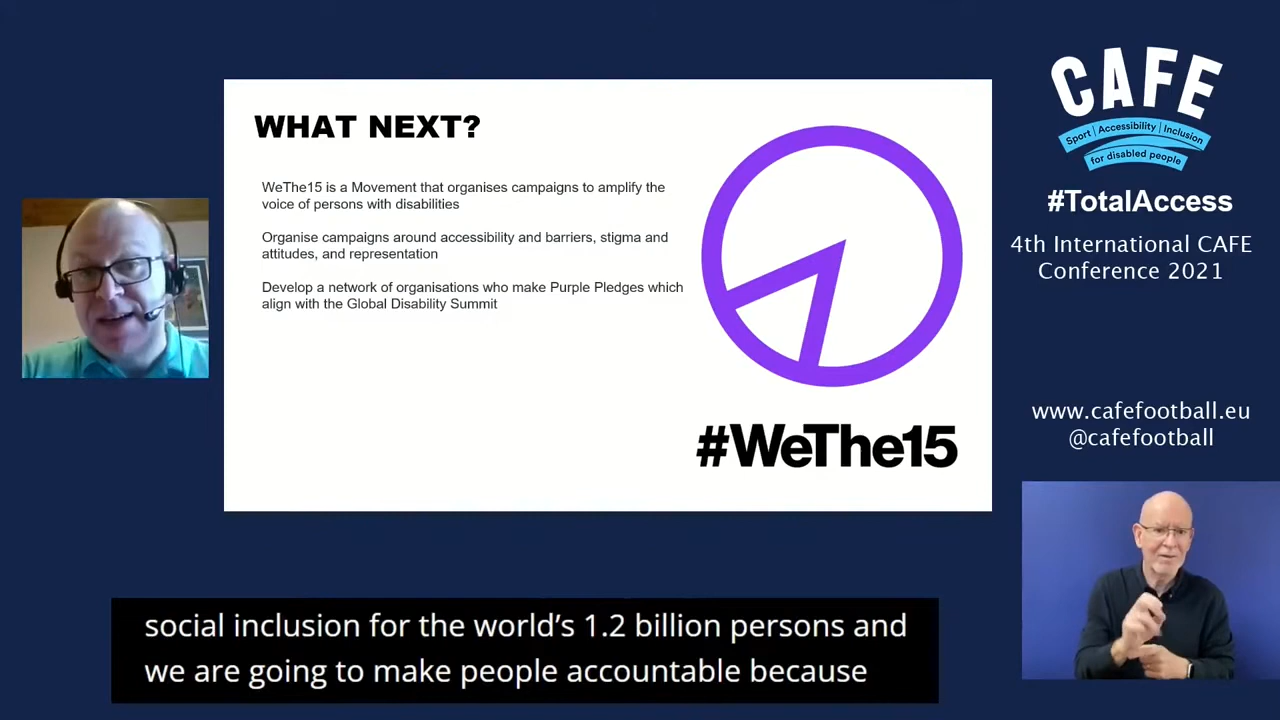 WHAT NEXT?
WeThe15 is a Movement that organises campaigns to amplify the
voice of persons with disabilities
Organise campaigns around accessibility and barriers, stigma and
attitudes, and representation
Develop a network of organisations who make Purple Pledges which
align with the Global Disability Summit
#WeThe15
CAFE
Sport | Accessibility | Inclusion
for disabled people
#TotalAccess
4th International CAFE
Conference 2021
www.cafefootball.eu
@cafefootball
social inclusion for the world's 1.2 billion persons and
we are going to make people accountable because